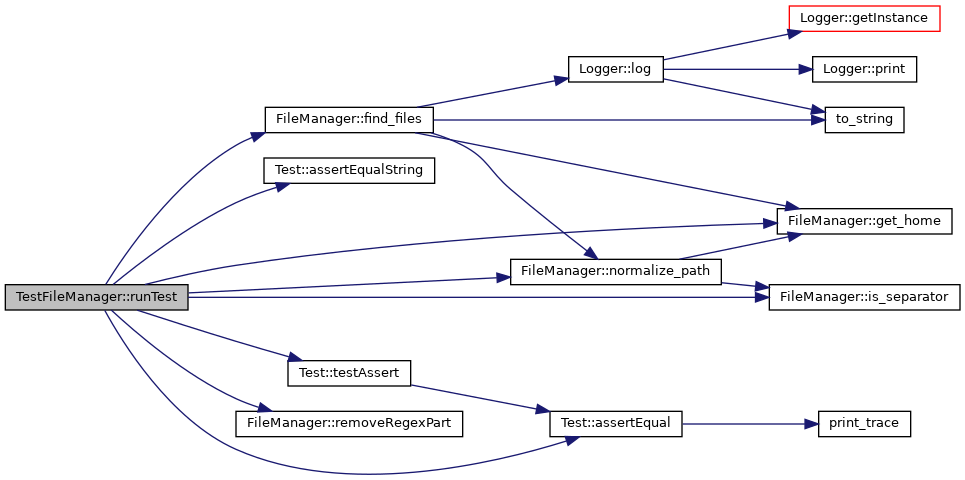 Logger::getInstance
Logger::log
Logger::print
FileManager::find_files
to_string
Test::assertEqualString
FileManager::get_home
FileManager::normalize_path
TestFileManager::runTest
FileManager::is_separator
Test::testAssert
FileManager::removeRegexPart
Test::assertEqual
print_trace